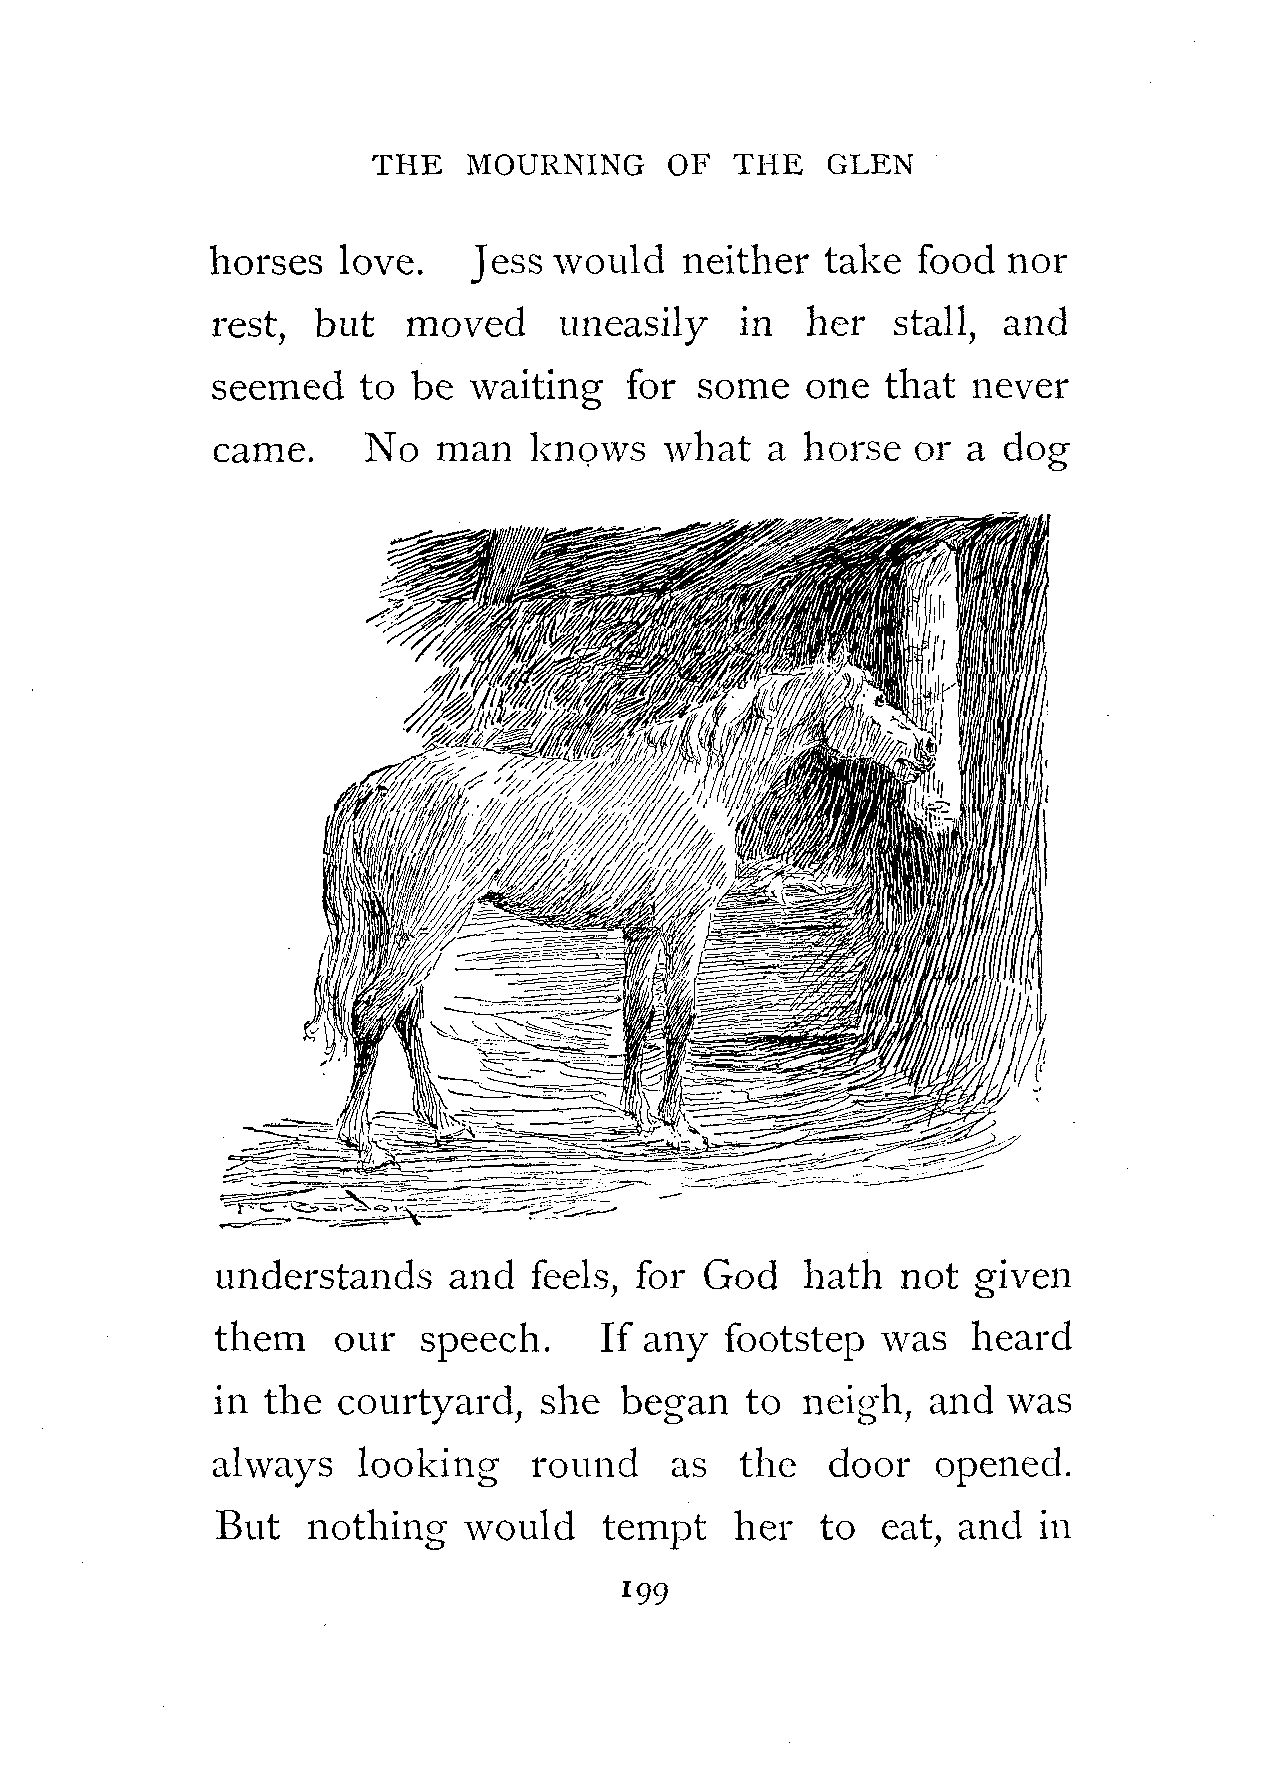 THE MOURNING OF THE GLEN
horses love. Jess would neither take food nor
rest, but moved uneasily in her stall, and
seemed to be waiting for some one that never
came. No man knows what a horse or a dog
understands and feels, for God hath not given
them our speech. If any footstep was heard
in the courtyard, she began to neigh, and was
always looking round as the door opened.
But nothing would tempt her to eat, and in
199